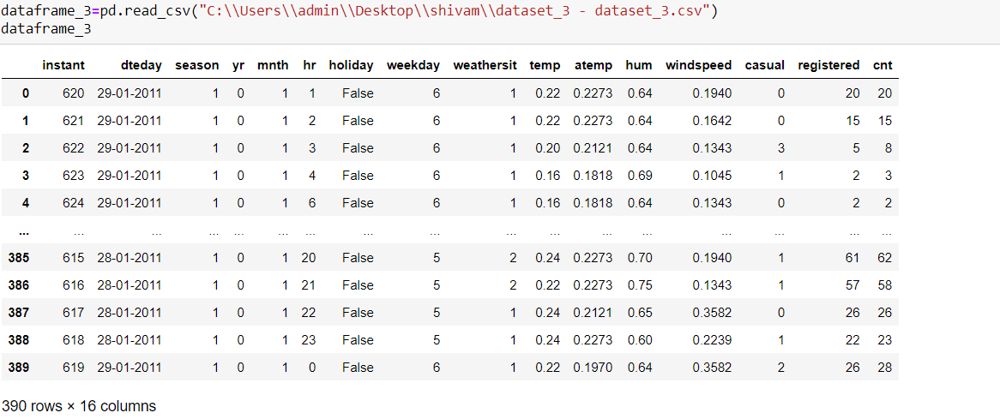 dataframe_3=pd.read_csv("C:\\Users\\admin\\Desktop\\shivam\\dataset_3 - dataset_3.csv")
dataframe_3
instant dteday season yr mnth hr holiday weekday weathersit temp atemp hum windspeed casual registered cnt
0 620 29-01-2011 1 0 1 1 False 6 1 0.22 0.2273 0.64 0.1940 0 20 20
1 621 29-01-2011 1 0 1 2 False 6 1 0.22 0.2273 0.64 0.1642 0 15 15
2 622 29-01-2011 1 0 1 3 False 6 1 0.20 0.2121 0.64 0.1343 3 5 8
3 623 29-01-2011 1 0 1 4 False 6 1 0.16 0.1818 0.69 0.1045 1 2 3
4 624 29-01-2011 1 0 1 6 False 6 1 0.16 0.1818 0.64 0.1343 0 2 2
... ... ... ... ... ... ... ... ... ... ... ... ... ... ... ... ...
385 615 28-01-2011 1 0 1 20 False 5 2 0.24 0.2273 0.70 0.1940 1 61 62
386 616 28-01-2011 1 0 1 21 False 5 2 0.22 0.2273 0.75 0.1343 1 57 58
387 617 28-01-2011 1 0 1 22 False 5 1 0.24 0.2121 0.65 0.3582 0 26 26
388 618 28-01-2011 1 0 1 23 False 5 1 0.24 0.2273 0.60 0.2239 1 22 23
389 619 29-01-2011 1 0 1 0 False 6 1 0.22 0.1970 0.64 0.3582 2 26 28
390 rows × 16 columns